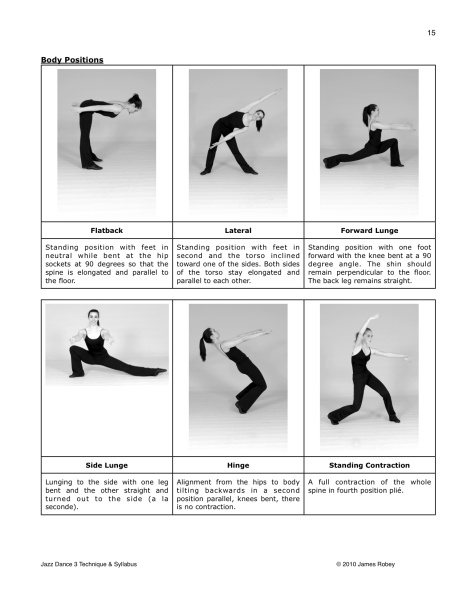 15
Body Positions
Flatback
Lateral
Forward Lunge
Standing position with feet in
neutral while bent at the hip
sockets at 90 degrees so that the
spine is elongated and parallel to
the floor.
Standing position with feet in
second and the torso inclined
toward one of the sides. Both sides
of the torso stay elongated and
parallel to each other.
Standing position with one foot
forward with the knee bent at a 90
degree angle. The shin should
remain perpendicular to the floor.
The back leg remains straight.
Side Lunge
Hinge
Standing Contraction
Lunging to the side with one leg
bent and the other straight and
turned out to the side (a la
seconde).
Alignment from the hips to body
tilting backwards in a second
position parallel, knees bent, there
is no contraction.
A full contraction of the whole
spine in fourth position plié.
Jazz Dance 3 Technique & Syllabus
© 2010 James Robey